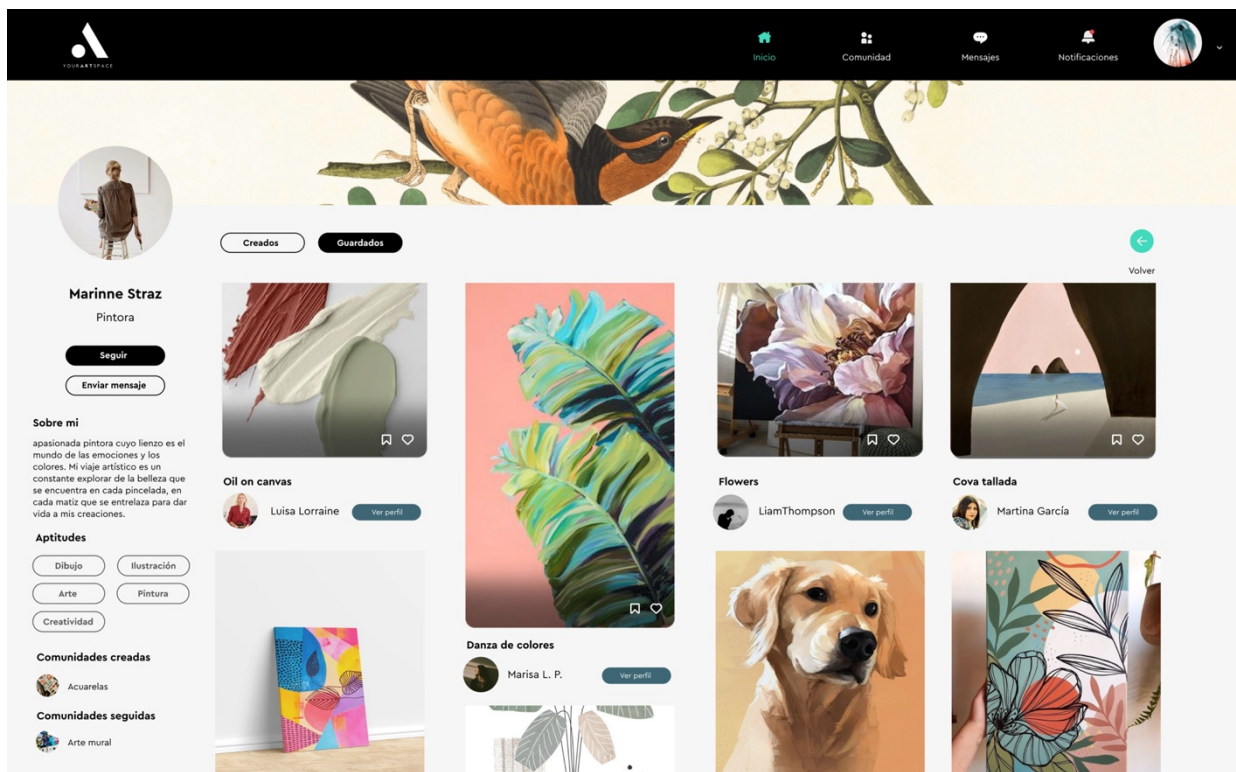 YOURARTSPACE
Inicio
Comunidad
Mensajes
Notificaciones
Creados
Guardados
Volver
Marinne Straz
Pintora
Seguir
Enviar mensaje
Sobre mi
apasionada pintora cuyo lienzo es el
mundo de las emociones y los
colores. Mi viaje artístico es un
constante explorar de la belleza que
se encuentra en cada pincelada, en
cada matiz que se entrelaza para dar
vida a mis creaciones.
Aptitudes
Dibujo
Ilustración
Arte
Pintura
Creatividad
Comunidades creadas
Acuarelas
Comunidades seguidas
Arte mural
Oil on canvas
Luisa Lorraine
Ver perfil
Danza de colores
Marisa L. P.
Ver perfil
Flowers
LiamThompson
Ver perfil
Cova tallada
Martina García
Ver perfil